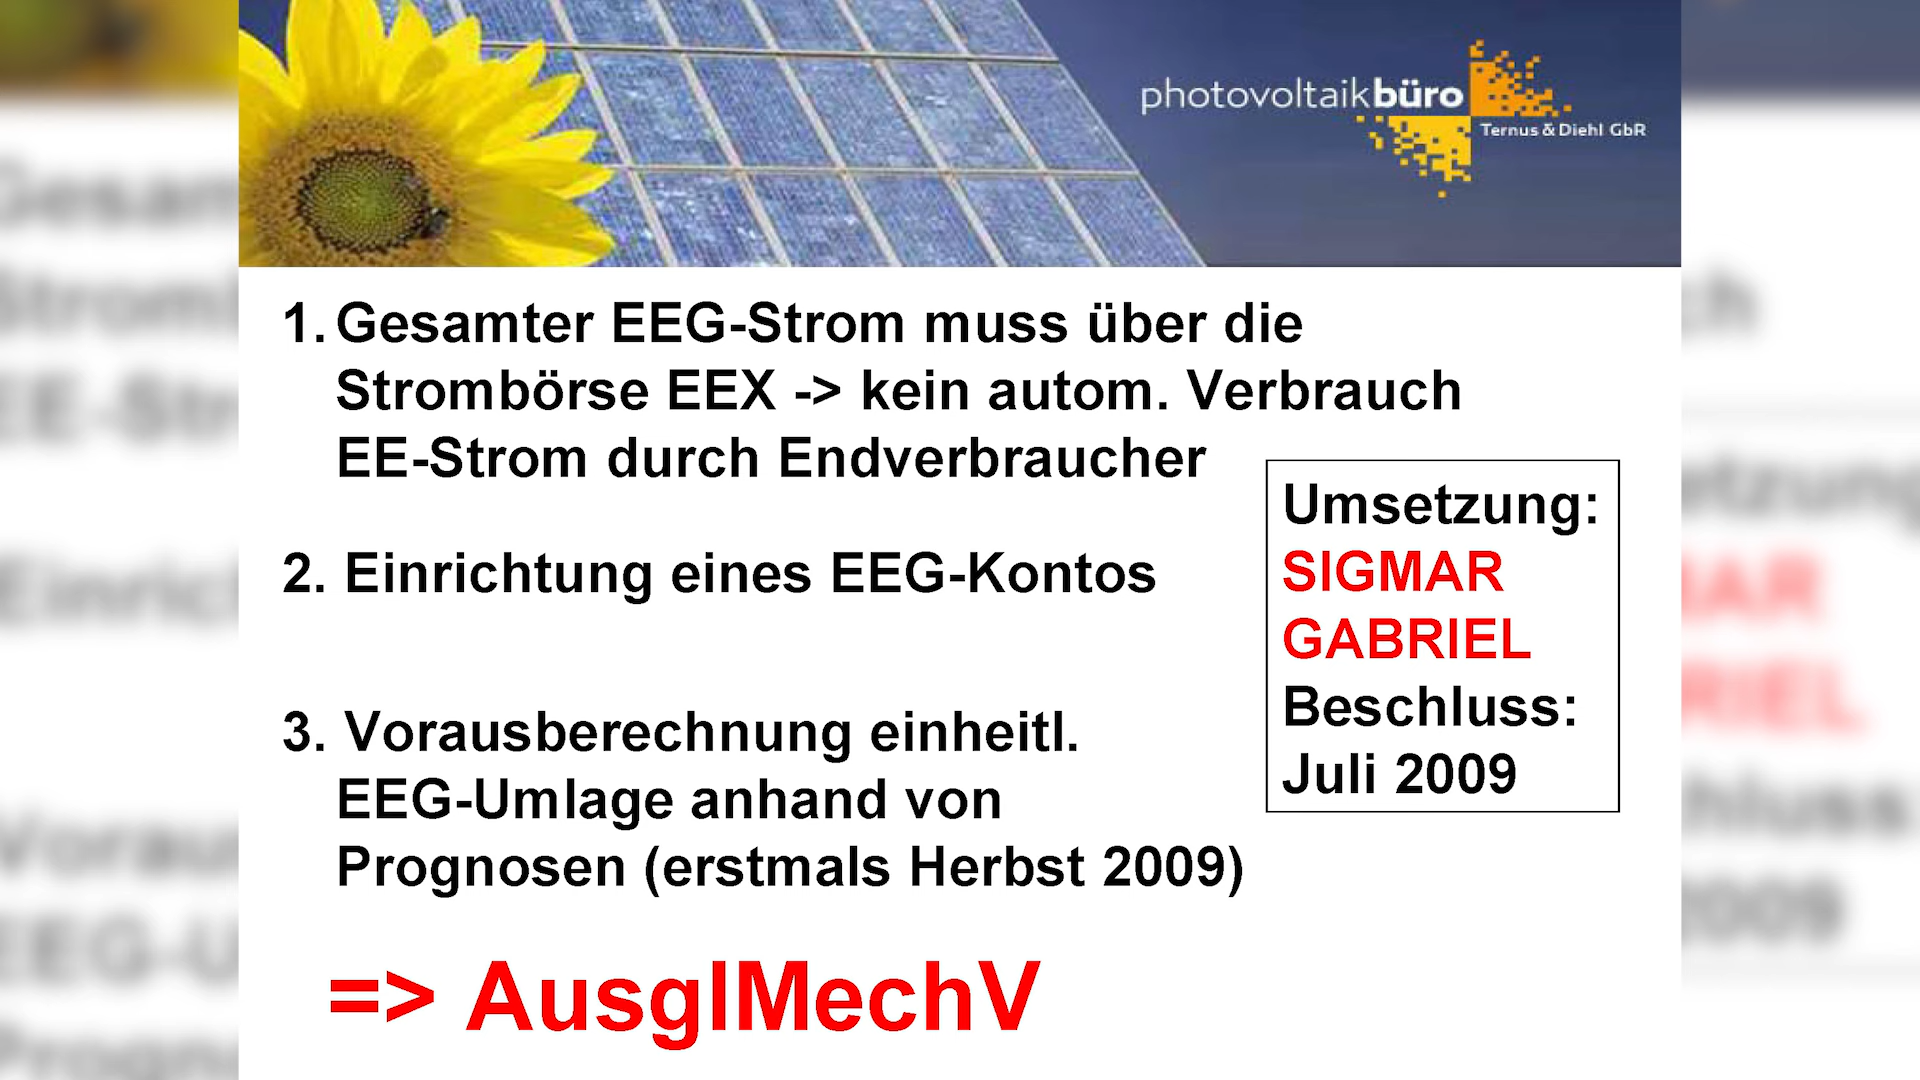 photovoltaikbüro
Ternus & Diehl GbR
1. Gesamter EEG-Strom muss über die
Strombörse EEX -> kein autom. Verbrauch
EE-Strom durch Endverbraucher
2. Einrichtung eines EEG-Kontos
3. Vorausberechnung einheitl.
EEG-Umlage anhand von
Prognosen (erstmals Herbst 2009)
Umsetzung:
SIGMAR
GABRIEL
Beschluss:
Juli 2009
=> AusglMechV